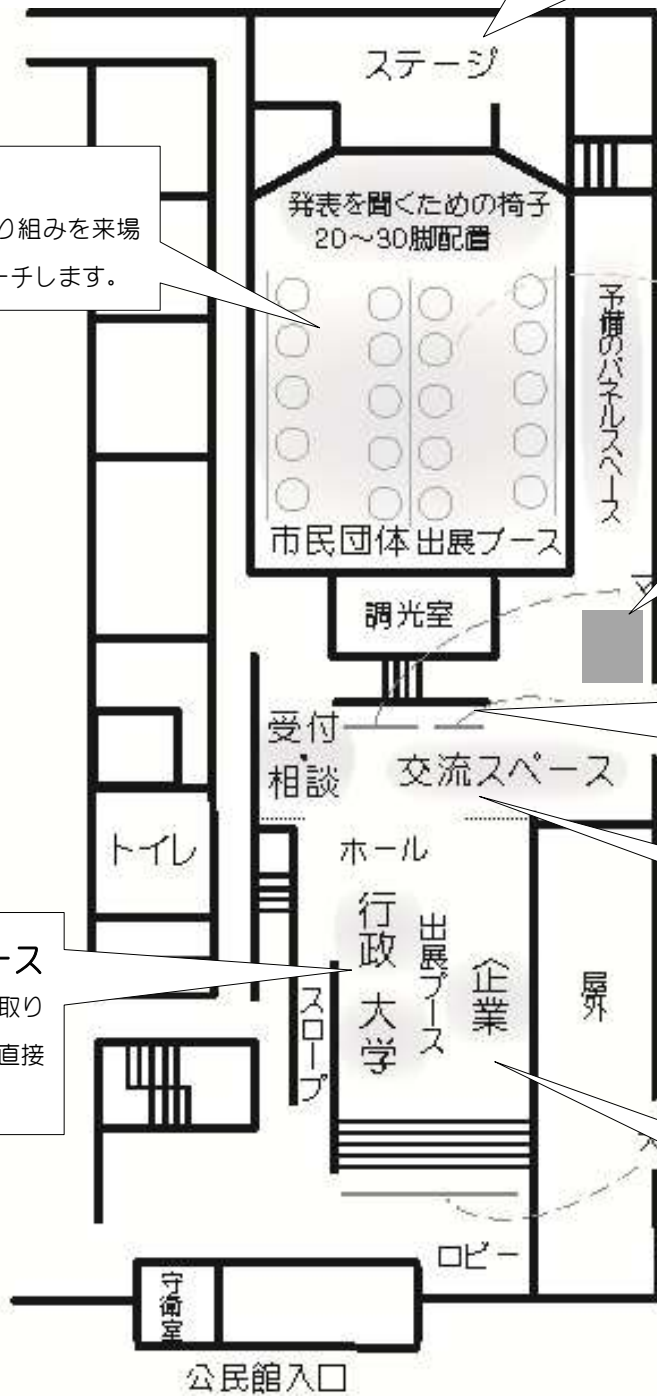 ステージ
り組みを来場
ーチします。
発表を聞くための椅子
20～30脚配置
予備のパネルスペース
市民団体出展ブース
調光室
マ
受付・相談
交流スペース
トイレ
ホール
行政 大学
出展ブース
企業
屋外
スロープ
ース
取り
直接
ロビー
守衛室
公民館入口